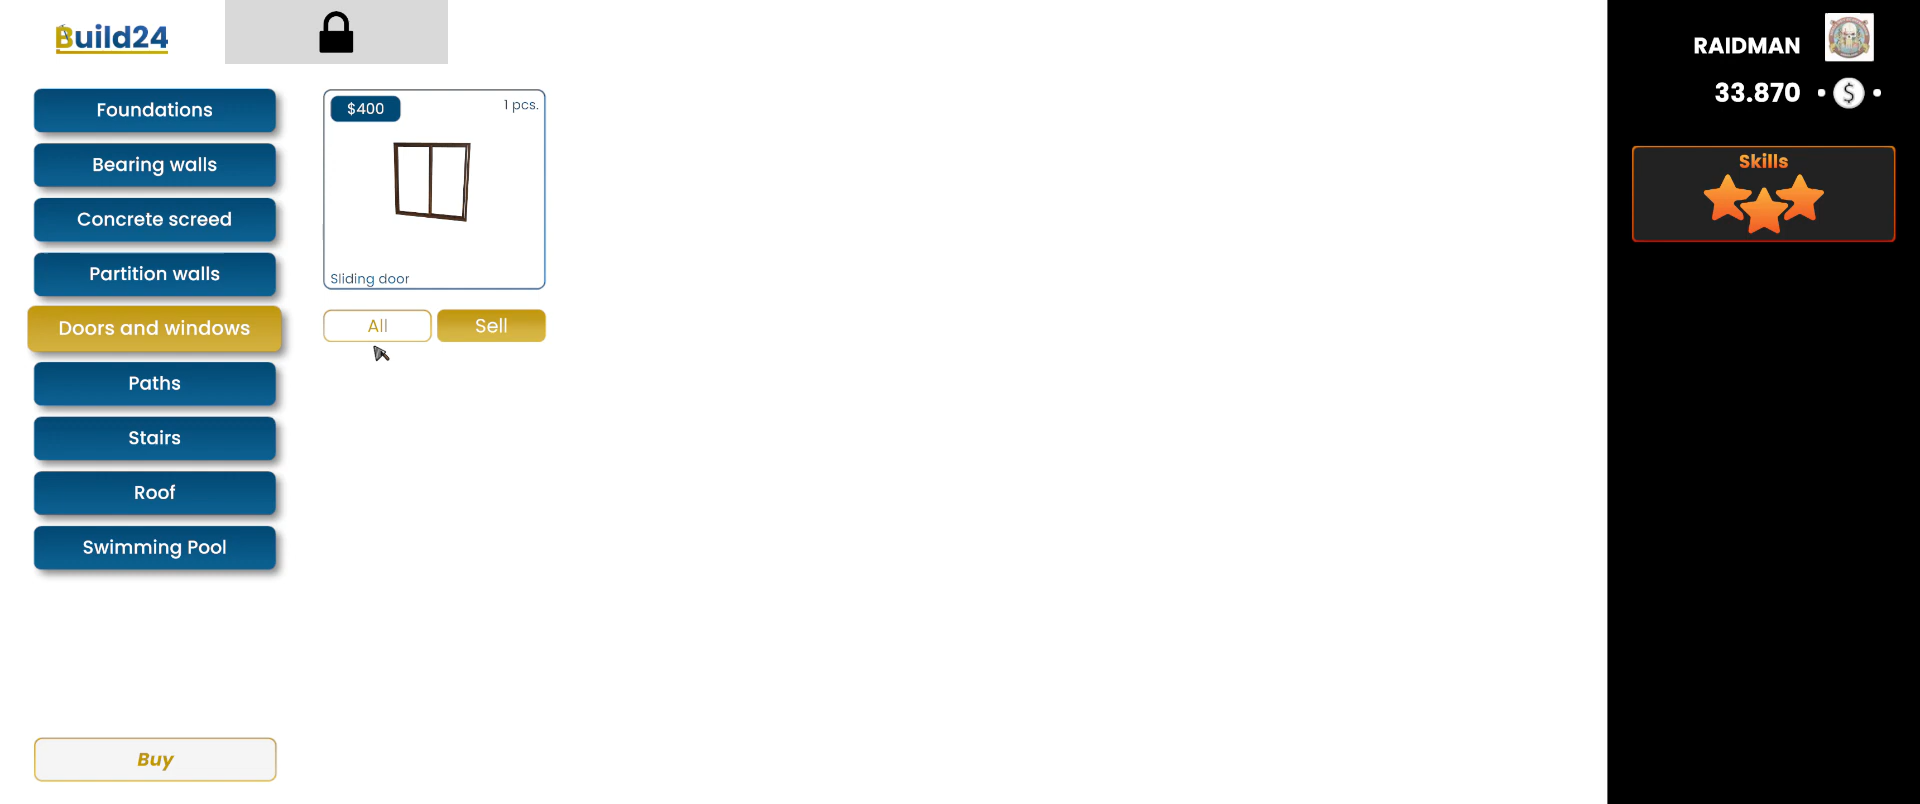 Build24
Foundations
Bearing walls
Concrete screed
Partition walls
Doors and windows
Paths
Stairs
Roof
Swimming Pool
Buy
$400
1 pcs.
Sliding door
All
Sell
RAIDMAN
33.870
$
Skills